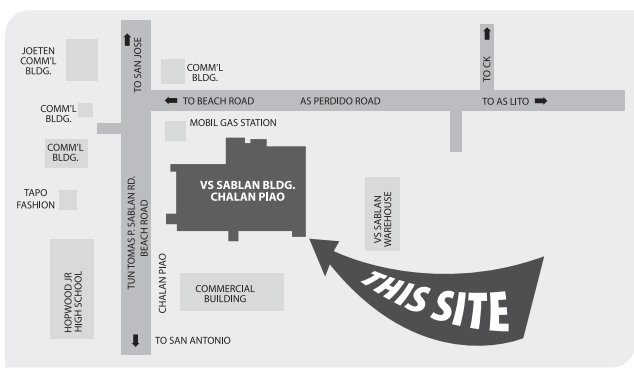 JOETEN
COMM'L
BLDG.
TO SAN JOSE
COMM'L
BLDG.
TO CK
TO BEACH ROAD
AS PERDIDO ROAD
TO AS LITO
COMM'L
BLDG.
MOBIL GAS STATION
COMM'L
BLDG.
VS SABLAN BLDG.
CHALAN PIAO
TAPO
FASHION
TUN TOMAS P. SABLAN RD.
BEACH ROAD
VS SABLAN
WAREHOUSE
CHALAN PIAO
HOPWOOD JR
HIGH SCHOOL
COMMERCIAL
BUILDING
THIS SITE
TO SAN ANTONIO